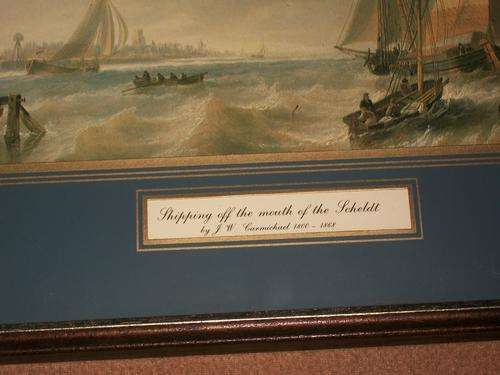 Shipping off the mouth of the Scheldt
by J. W. Carmichael 1800 - 1868